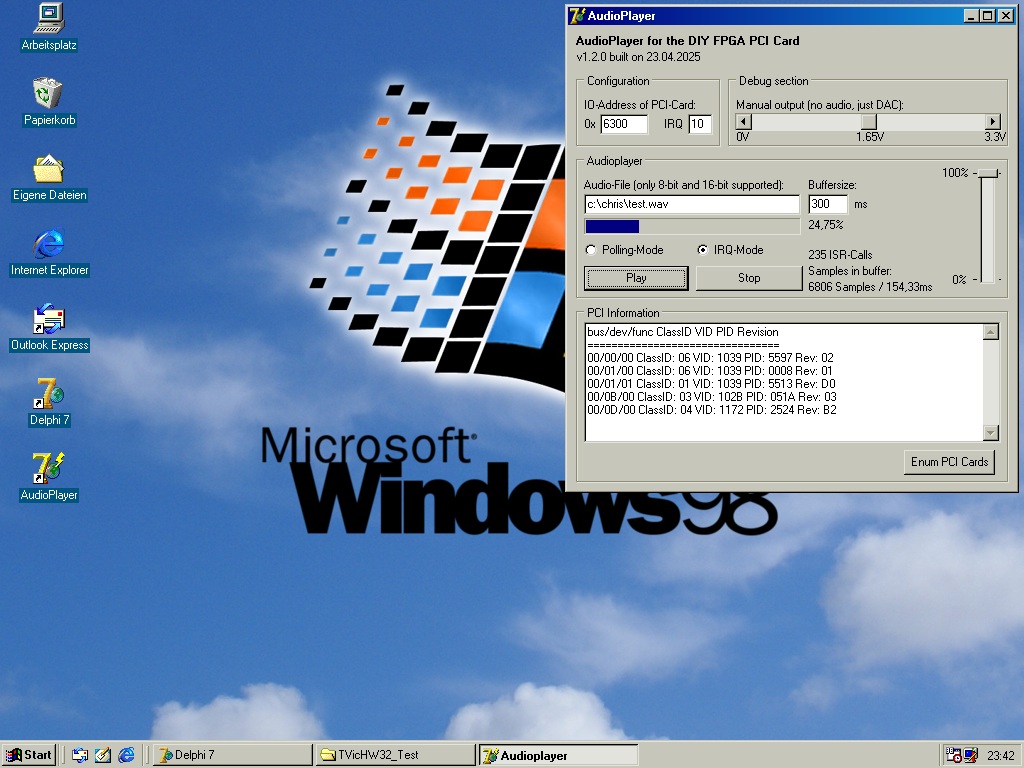 Arbeitsplatz
Papierkorb
Eigene Dateien
Internet Explorer
Outlook Express
Delphi 7
AudioPlayer
Microsoft
Windows98
AudioPlayer
AudioPlayer for the DIY FPGA PCI Card
v1.2.0 built on 23.04.2025
Configuration
IO-Address of PCI-Card:
0x 6300 IRQ 10
Debug section
Manual output (no audio, just DAC):
0V 1.65V 3.3V
Audioplayer
Audio-File (only 8-bit and 16-bit supported):
c:\chris\test.wav
Buffersize:
300 ms
24,75%
Polling-Mode IRQ-Mode
Play Stop
235 ISR-Calls
Samples in buffer:
6806 Samples / 154,33ms
100%
0%
PCI Information
bus/dev/func ClassID VID PID Revision
================================
00/00/00 ClassID: 06 VID: 1039 PID: 5597 Rev: 02
00/01/00 ClassID: 06 VID: 1039 PID: 0008 Rev: 01
00/01/01 ClassID: 01 VID: 1039 PID: 5513 Rev: D0
00/0B/00 ClassID: 03 VID: 102B PID: 051A Rev: 03
00/0D/00 ClassID: 04 VID: 1172 PID: 2524 Rev: B2
Enum PCI Cards
Start
Delphi 7
TVicHW32_Test
Audioplayer
23:42